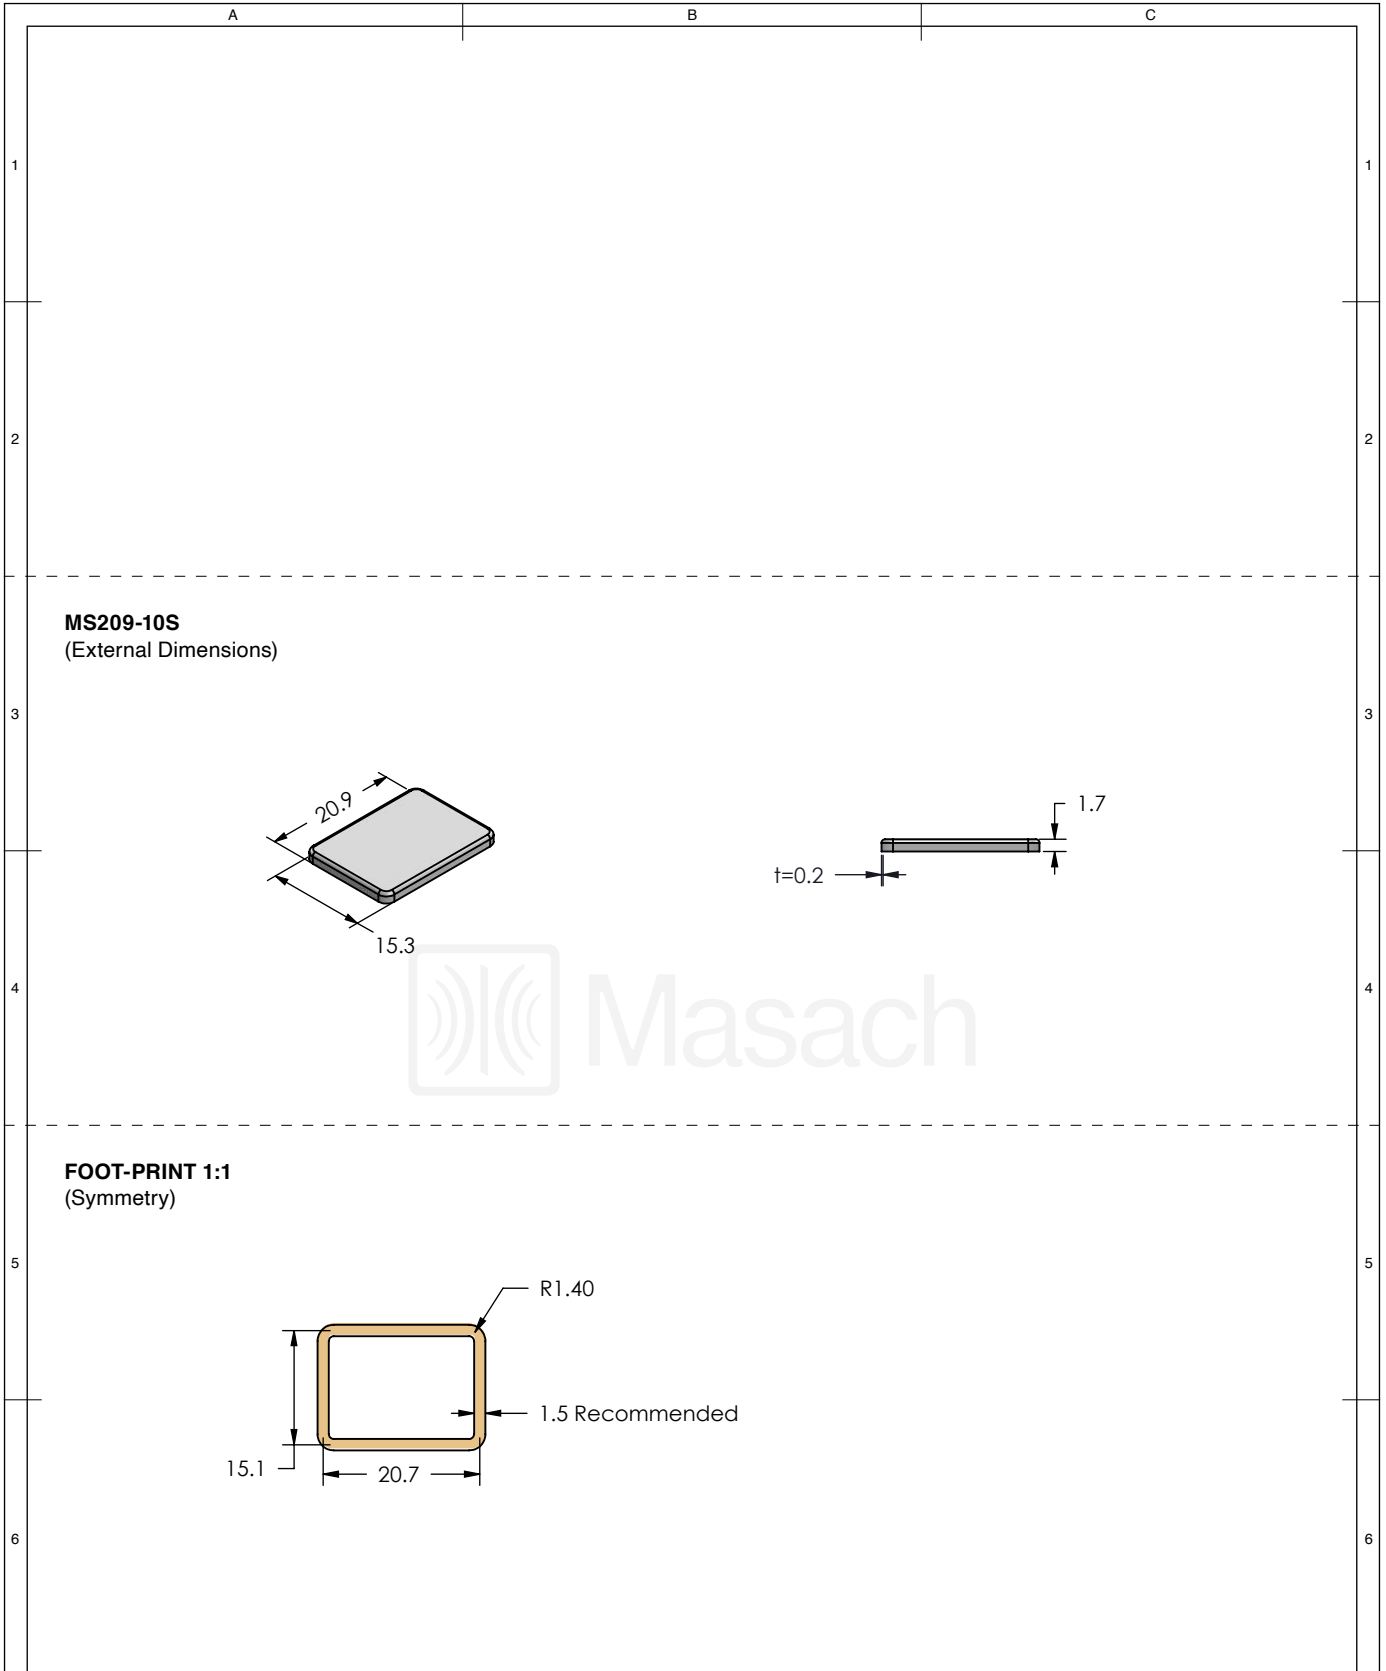 A B C
1 1
2 2
MS209-10S
(External Dimensions)
3 3
20.9
15.3
1.7
t=0.2
Masach
4 4
FOOT-PRINT 1:1
(Symmetry)
5 5
R1.40
1.5 Recommended
15.1
20.7
6 6